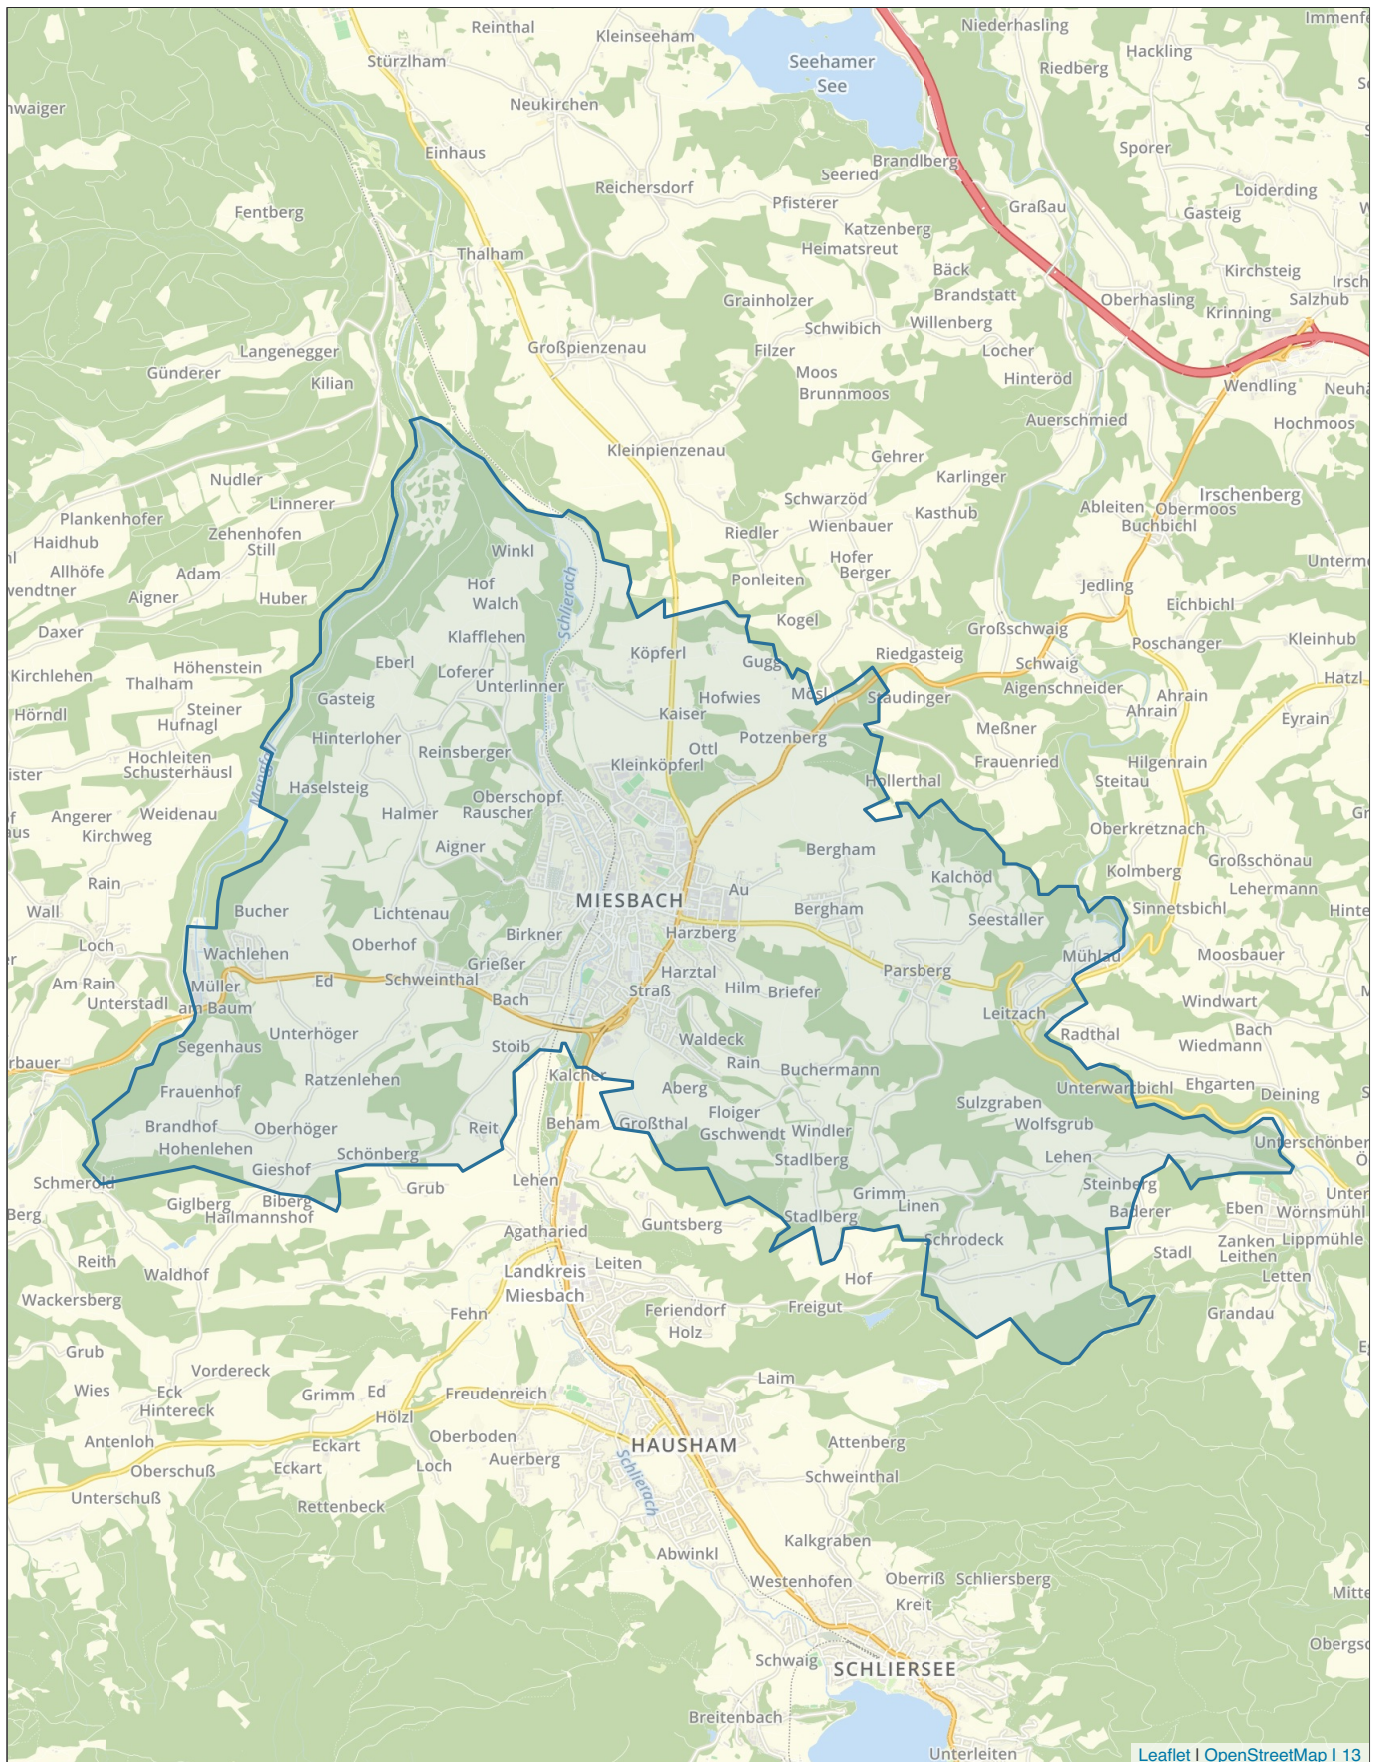 Reinthal
Kleinseeham
Niederhasling
Seehamer
See
Hackling
Stürzlham
Riedberg
Neukirchen
Einhaus
Sporer
Brandlberg
Seeried
Reichersdorf
Pfisterer
Loiderding
Fentberg
Graßau
Gasteig
Katzenberg
Heimatsreut
Thalham
Bäck
Kirchsteig
Brandstatt
Grainholzer
Oberhasling
Salzhub
Krinning
Schwibich
Willenberg
Langenegger
Großpienzenau
Filzer
Locher
Günderer
Kilian
Moos
Brunnmoos
Hinteröd
Wendling
Auerschmied
Hochmoos
Kleinpienzenau
Gehrer
Nudler
Karlinger
Linnerer
Schwarzöd
Irschenberg
Plankenhofer
Kasthub
Ableiten
Obermoos
Buchbichl
Haidhub
Zehenhofen
Still
Riedler
Wienbauer
Winkl
Hofer
Berger
Allhöfe
Adam
Hof
Walch
Ponleiten
Jedling
Aigner
Huber
Schlierach
Eichbichl
Daxer
Klafflehen
Kogel
Großschwaig
Poschanger
Kleinhub
Köpferl
Riedgasteig
Kirchlehen
Höhenstein
Eberl
Loferer
Gugg
Schwaig
Thalham
Unterlinner
Aigenschneider
Gasteig
Hofwies
Mösl
Staudinger
Ahrain
Ahrain
Hörndl
Steiner
Hufnagl
Kaiser
Eyrain
Hinterloher
Potzenberg
Meßner
Reinsberger
Ottl
Hochleiten
Schusterhäusl
Kleinköpferl
Frauenried
Hilgenrain
Haselsteig
Hollerthal
Steitau
Oberschopf
Rauscher
Angerer
Weidenau
Halmer
Kirchweg
Oberkretznach
Aigner
Bergham
Großschönau
Rain
Kalchöd
Kolmberg
Lehermann
MIESBACH
Au
Wall
Bucher
Lichtenau
Bergham
Seestaller
Sinnetsbichl
Loch
Birkner
Harzberg
Oberhof
Wachlehen
Mühlau
Moosbauer
Grießer
Harztal
Parsberg
Am Rain
Müller
am Baum
Ed
Schweinthal
Straß
Hilm
Briefer
Unterstadl
Bach
Leitzach
Windwart
Segenhaus
Unterhöger
Stoib
Waldeck
Radthal
Bach
Wiedmann
Rain
Buchermann
Ratzenlehen
Kalcher
Frauenhof
Aberg
Unterwartbichl
Ehgarten
Deining
Sulzgraben
Brandhof
Oberhöger
Reit
Beham
Großthal
Floiger
Gschwendt
Windler
Wolfsgraben
Hohenlehen
Schönberg
Stadlberg
Lehen
Gieshof
Schmerold
Lehen
Grub
Grimm
Steinberg
Giglberg
Biberg
Hailmannshof
Linen
Baderer
Eben
Wörnsmühl
Guntsberg
Stadlberg
Agatharied
Schrodeck
Zanken
Leithen
Lippmühle
Reith
Stadl
Waldhof
Landkreis
Miesbach
Leiten
Hof
Letten
Wackersberg
Fehn
Feriendorf
Holz
Freigut
Grandau
Grub
Vordereck
Laim
Wies
Eck
Hintereck
Grimm
Ed
Freudenreich
Hölzl
Antenloh
Eckart
Oberboden
HAUSHAM
Attenberg
Oberschuß
Eckart
Loch
Auerberg
Schlierach
Schweinthal
Unterschuß
Rettenbeck
Kalkgraben
Abwinkl
Westenhofen
Oberriß
Schliersberg
Kreit
Schwaig
SCHLIERSEE
Breitenbach
Unterleiten
Leaflet | OpenStreetMap | 13